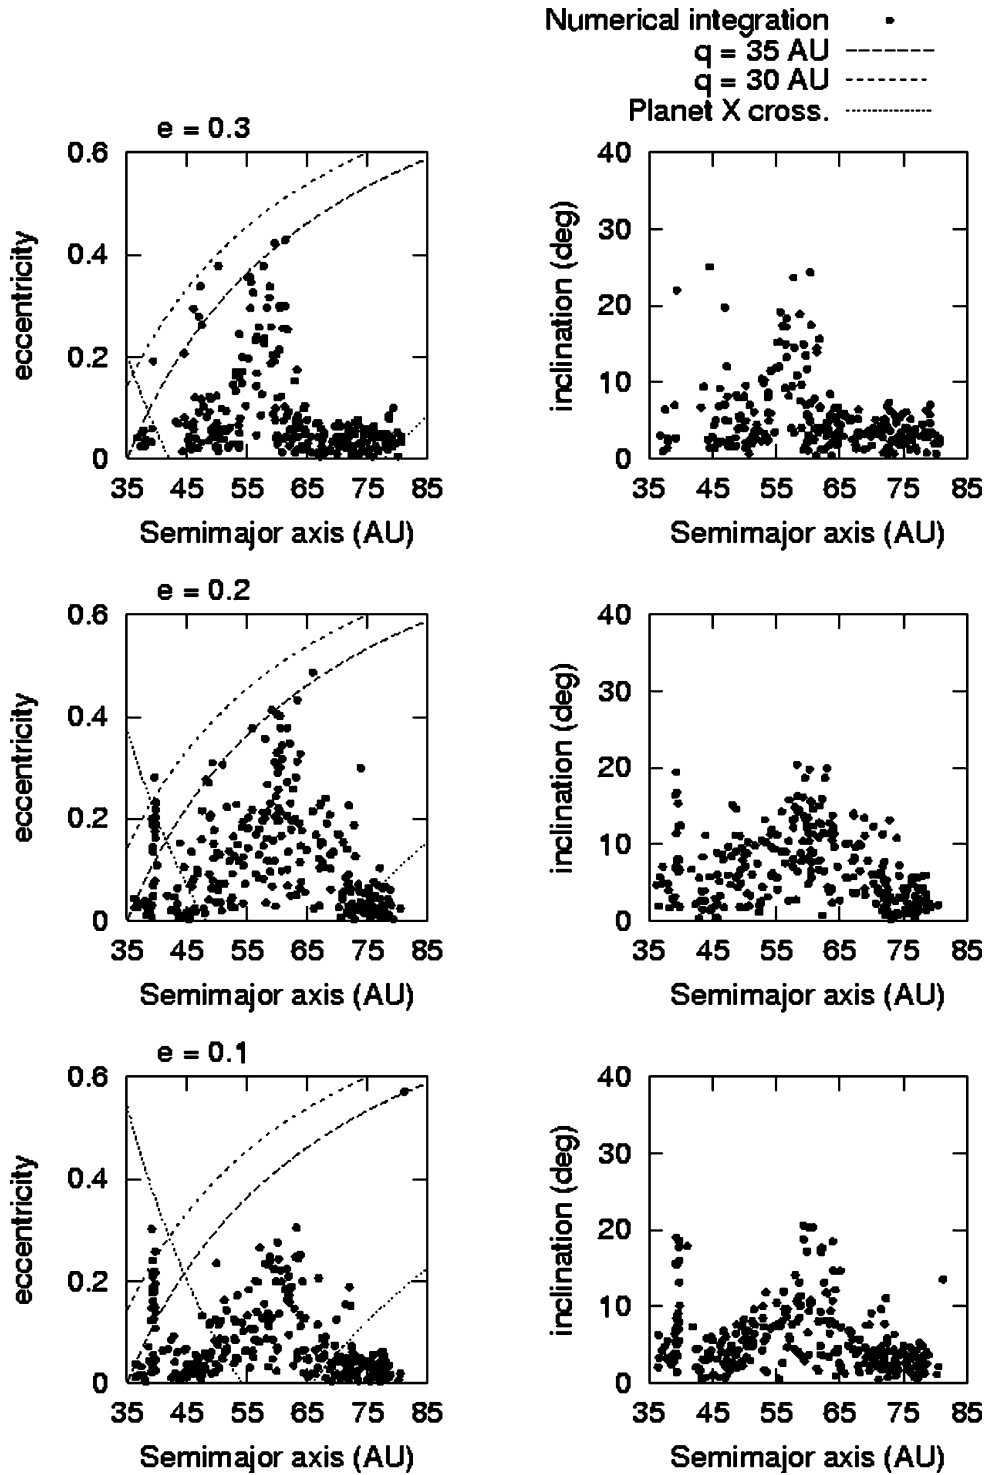 Numerical integration
q = 35 AU
q = 30 AU
Planet X cross.
e = 0.3
0.6
0.4
0.2
0
eccentricity
35 45 55 65 75 85
Semimajor axis (AU)
40
30
20
10
0
inclination (deg)
35 45 55 65 75 85
Semimajor axis (AU)
e = 0.2
0.6
0.4
0.2
0
eccentricity
35 45 55 65 75 85
Semimajor axis (AU)
40
30
20
10
0
inclination (deg)
35 45 55 65 75 85
Semimajor axis (AU)
e = 0.1
0.6
0.4
0.2
0
eccentricity
35 45 55 65 75 85
Semimajor axis (AU)
40
30
20
10
0
inclination (deg)
35 45 55 65 75 85
Semimajor axis (AU)